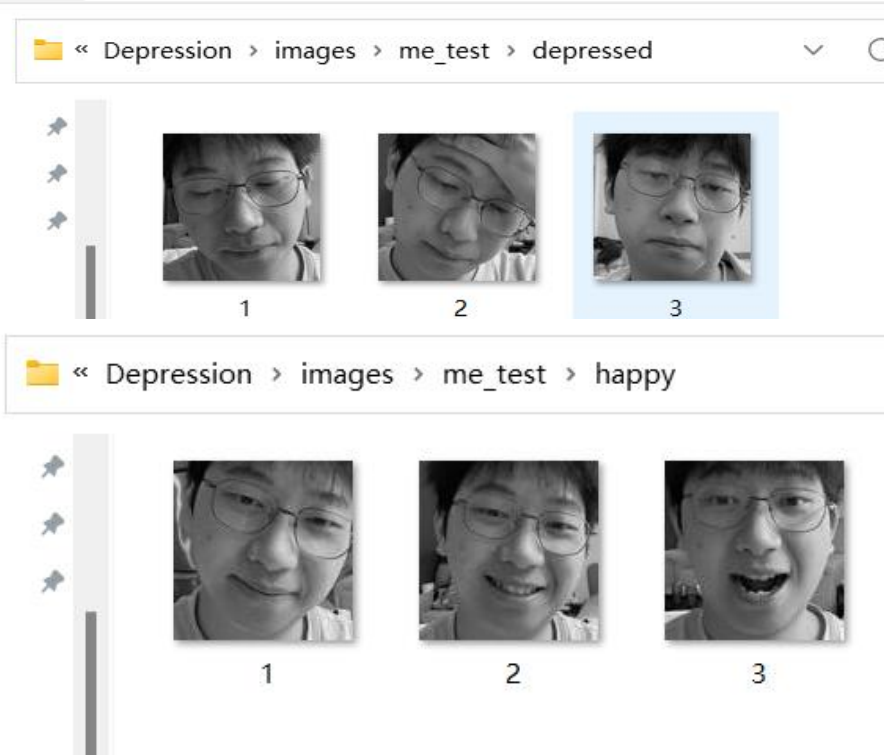 « Depression > images > me_test > depressed
1 2 3
« Depression > images > me_test > happy
1 2 3